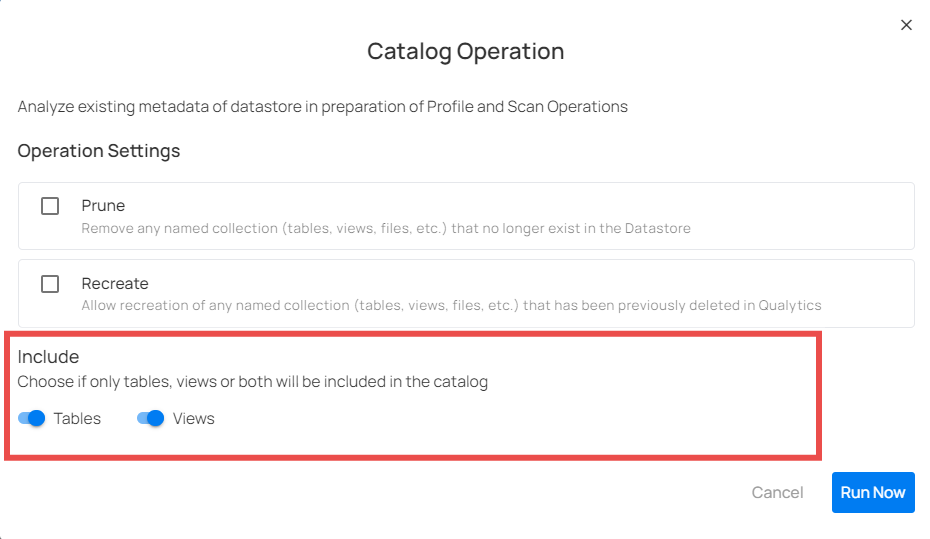 Catalog Operation
Analyze existing metadata of datastore in preparation of Profile and Scan Operations
Operation Settings
Prune
Remove any named collection (tables, views, files, etc.) that no longer exist in the Datastore
Recreate
Allow recreation of any named collection (tables, views, files, etc.) that has been previously deleted in Qualytics
Include
Choose if only tables, views or both will be included in the catalog
Tables Views
Cancel Run Now